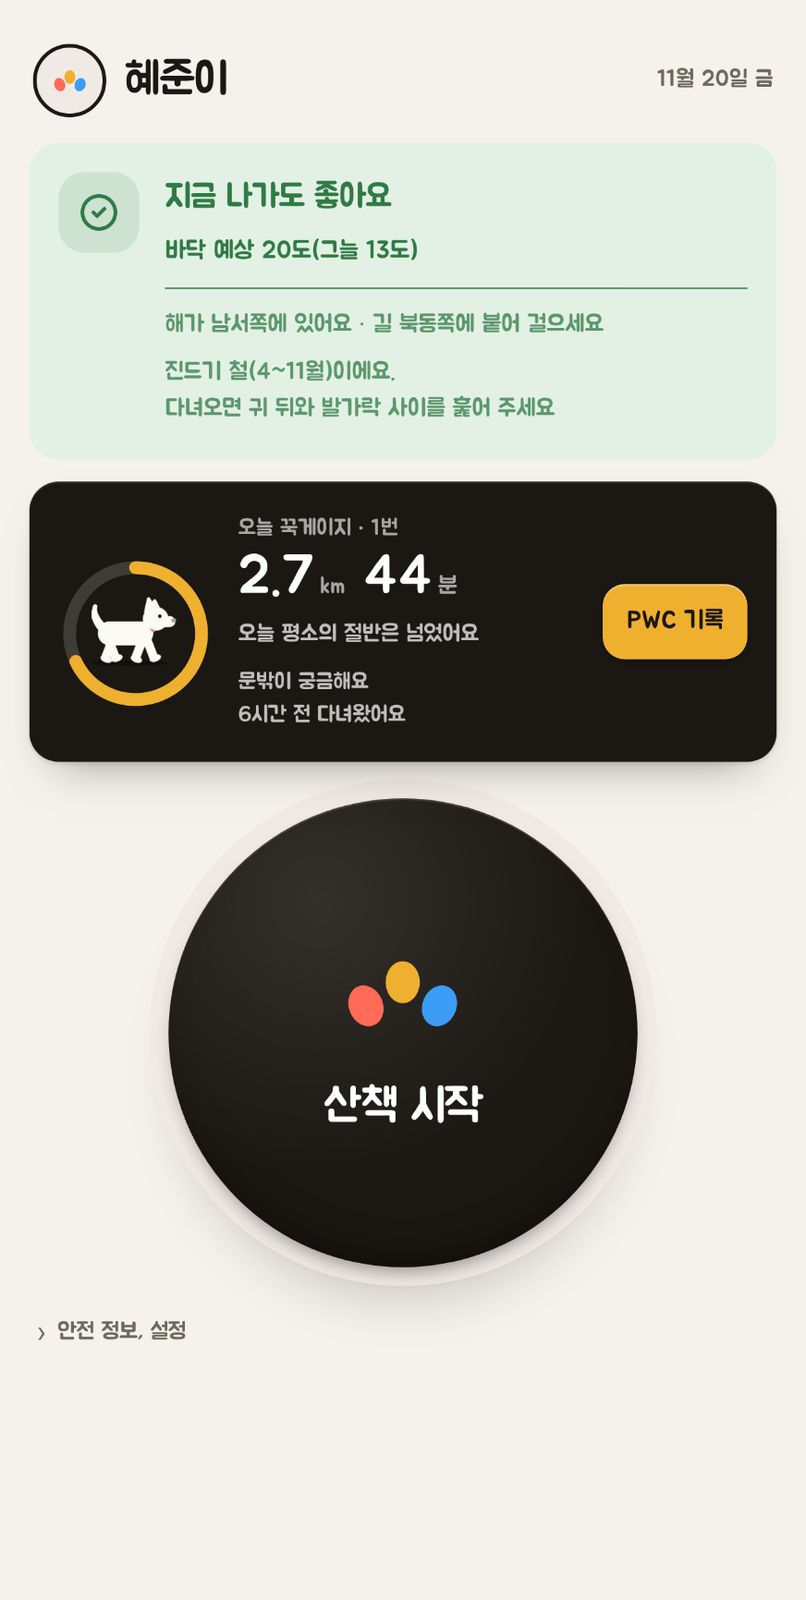 혜준이
11월 20일 금
지금 나가도 좋아요
바닥 예상 20도(그늘 13도)
해가 남서쪽에 있어요 · 길 북동쪽에 붙어 걸으세요
진드기 철(4~11월)이에요.
다녀오면 귀 뒤와 발가락 사이를 훑어 주세요
오늘 꾹게이지 · 1번
2.7 km 44 분
오늘 평소의 절반은 넘었어요
문밖이 궁금해요
6시간 전 다녀왔어요
PWC 기록
산책 시작
› 안전 정보, 설정